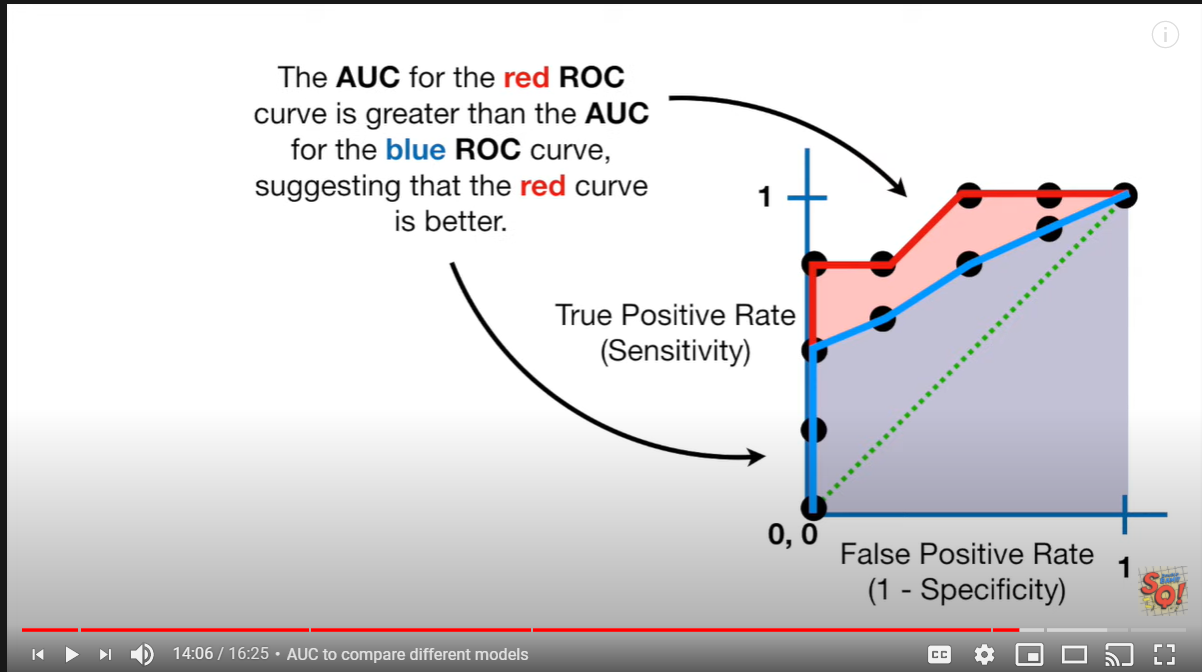 The AUC for the red ROC
curve is greater than the AUC
for the blue ROC curve,
suggesting that the red curve
is better.
1
True Positive Rate
(Sensitivity)
0, 0
False Positive Rate
(1 - Specificity)
1
SQ!
14:06 / 16:25 • AUC to compare different models
CC